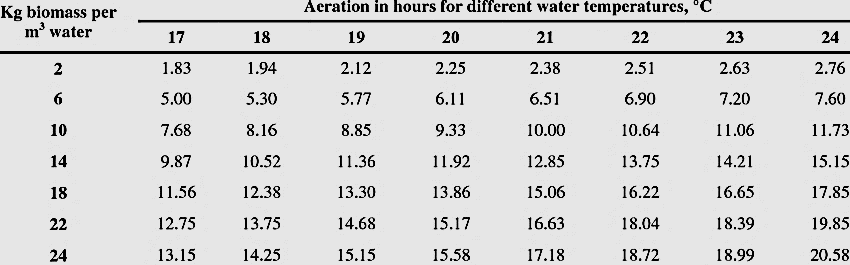 Kg biomass per m³ water
Aeration in hours for different water temperatures, °C
17 18 19 20 21 22 23 24
2 1.83 1.94 2.12 2.25 2.38 2.51 2.63 2.76
6 5.00 5.30 5.77 6.11 6.51 6.90 7.20 7.60
10 7.68 8.16 8.85 9.33 10.00 10.64 11.06 11.73
14 9.87 10.52 11.36 11.92 12.85 13.75 14.21 15.15
18 11.56 12.38 13.30 13.86 15.06 16.22 16.65 17.85
22 12.75 13.75 14.68 15.17 16.63 18.04 18.39 19.85
24 13.15 14.25 15.15 15.58 17.18 18.72 18.99 20.58